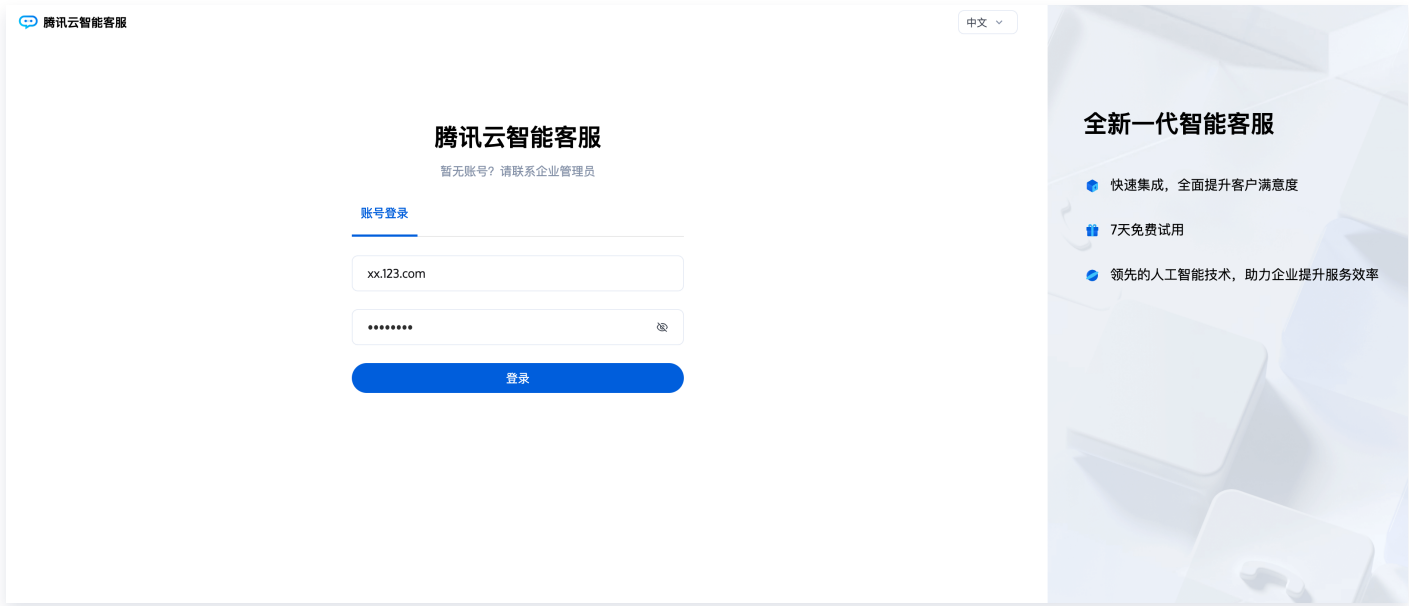 腾讯云智能客服
中文
腾讯云智能客服
暂无账号？请联系企业管理员
账号登录
xx.123.com
••••••••
登录
全新一代智能客服
快速集成，全面提升客户满意度
7天免费试用
领先的人工智能技术，助力企业提升服务效率